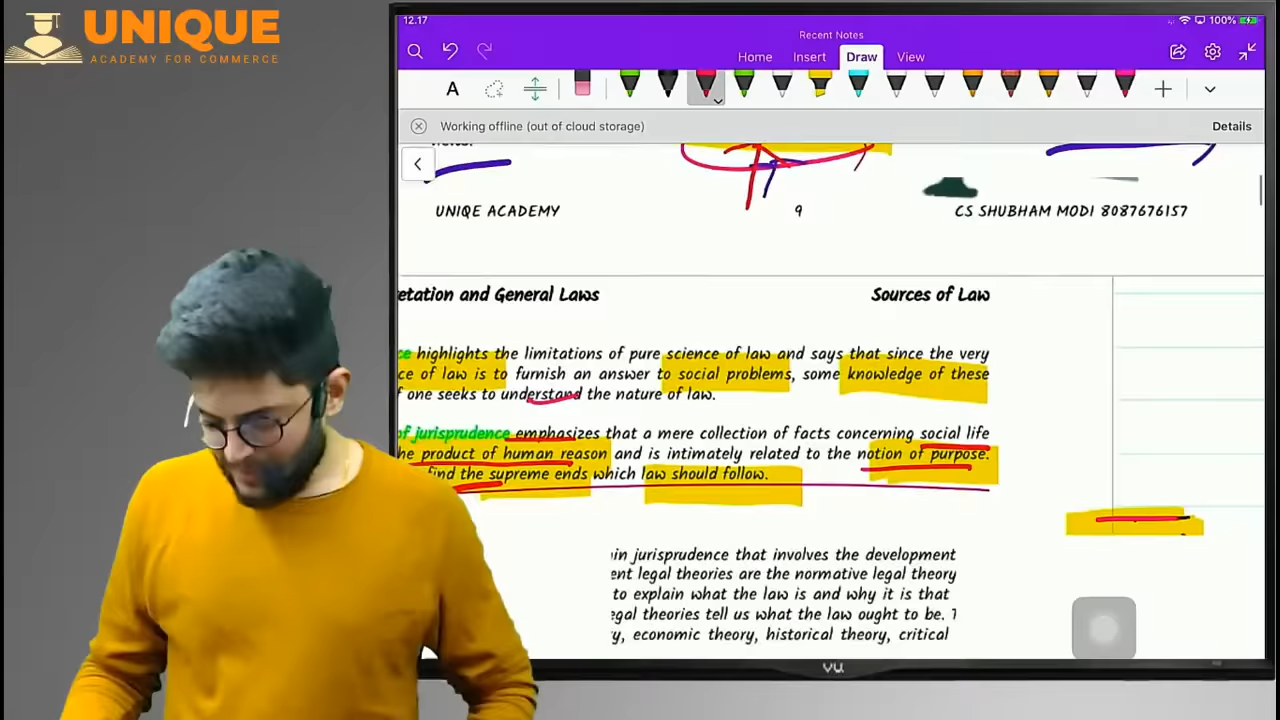 UNIQUE
ACADEMY FOR COMMERCE
12.17
100%
Recent Notes
Home Insert Draw View
A
Working offline (out of cloud storage)
Details
UNIQE ACADEMY
9
CS SHUBHAM MODI 8087676157
etation and General Laws
Sources of Law
ce highlights the limitations of pure science of law and says that since the very
ce of law is to furnish an answer to social problems, some knowledge of these
f one seeks to understand the nature of law.
of jurisprudence emphasizes that a mere collection of facts concerning social life
he product of human reason and is intimately related to the notion of purpose.
find the supreme ends which law should follow.
in jurisprudence that involves the development
ent legal theories are the normative legal theory
to explain what the law is and why it is that
egal theories tell us what the law ought to be.
y, economic theory, historical theory, critical
VU